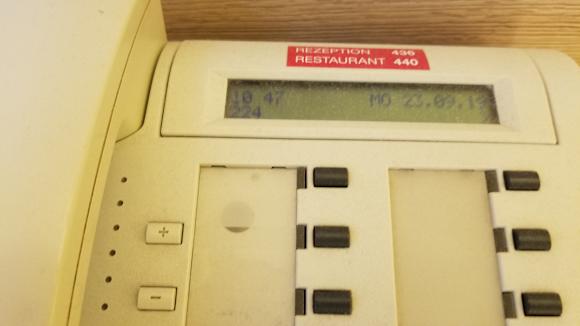 REZEPTION 436
RESTAURANT 440
10 47 MO 23.09.19
224
+
-